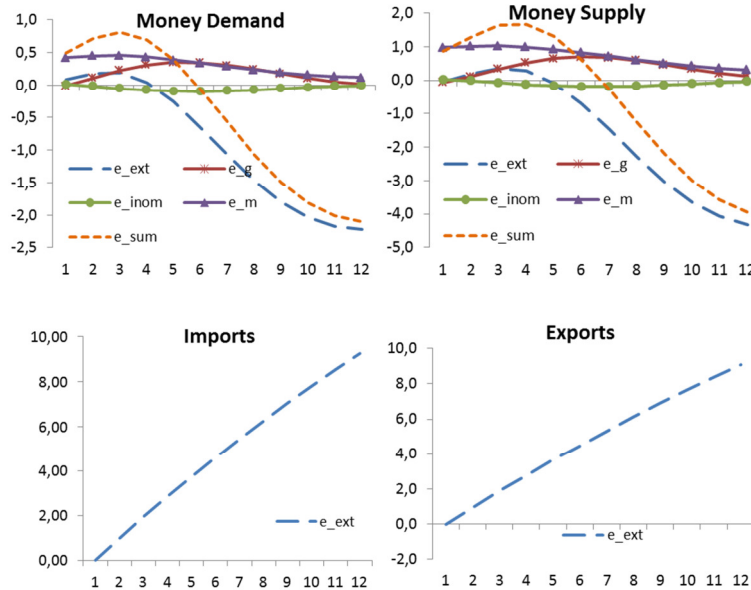 Money Demand
1,0
0,5
0,0
-0,5
-1,0
-1,5
-2,0
-2,5
e_ext
e_g
e_inom
e_m
e_sum
1 2 3 4 5 6 7 8 9 10 11 12
Money Supply
2,0
1,0
0,0
-1,0
-2,0
-3,0
-4,0
-5,0
e_ext
e_g
e_inom
e_m
e_sum
1 2 3 4 5 6 7 8 9 10 11 12
Imports
10,00
8,00
6,00
4,00
2,00
0,00
e_ext
1 2 3 4 5 6 7 8 9 10 11 12
Exports
10,0
8,0
6,0
4,0
2,0
0,0
-2,0
e_ext
1 2 3 4 5 6 7 8 9 10 11 12